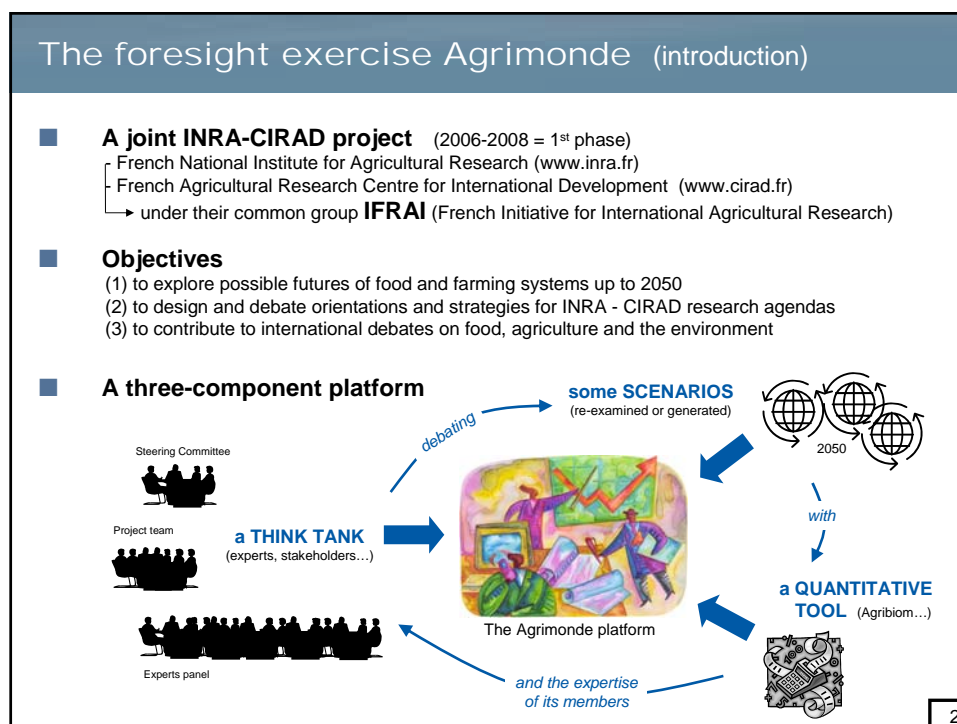 The foresight exercise Agrimonde (introduction)
A joint INRA-CIRAD project (2006-2008 = 1st phase)
- French National Institute for Agricultural Research (www.inra.fr)
- French Agricultural Research Centre for International Development (www.cirad.fr)
under their common group IFRAI (French Initiative for International Agricultural Research)
Objectives
(1) to explore possible futures of food and farming systems up to 2050
(2) to design and debate orientations and strategies for INRA - CIRAD research agendas
(3) to contribute to international debates on food, agriculture and the environment
A three-component platform
some SCENARIOS
(re-examined or generated)
debating
2050
Steering Committee
Project team
a THINK TANK
(experts, stakeholders…)
with
a QUANTITATIVE
TOOL (Agribiom…)
The Agrimonde platform
Experts panel
and the expertise
of its members
2